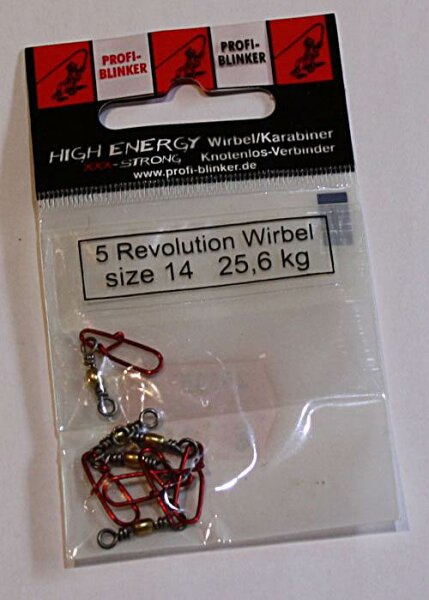 PROFI-BLINKER
PROFI-BLINKER
HIGH ENERGY Wirbel/Karabiner
XXX-STRONG Knotenlos-Verbinder
www.profi-blinker.de
5 Revolution Wirbel
size 14 25,6 kg